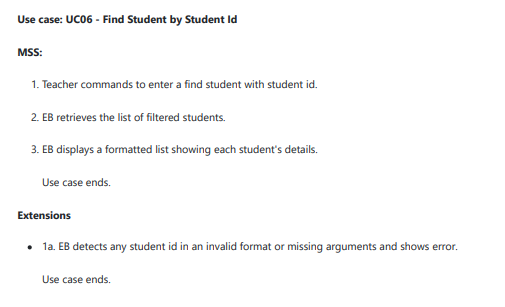 Use case: UC06 - Find Student by Student Id
MSS:
1. Teacher commands to enter a find student with student id.
2. EB retrieves the list of filtered students.
3. EB displays a formatted list showing each student's details.
Use case ends.
Extensions
• 1a. EB detects any student id in an invalid format or missing arguments and shows error.
Use case ends.